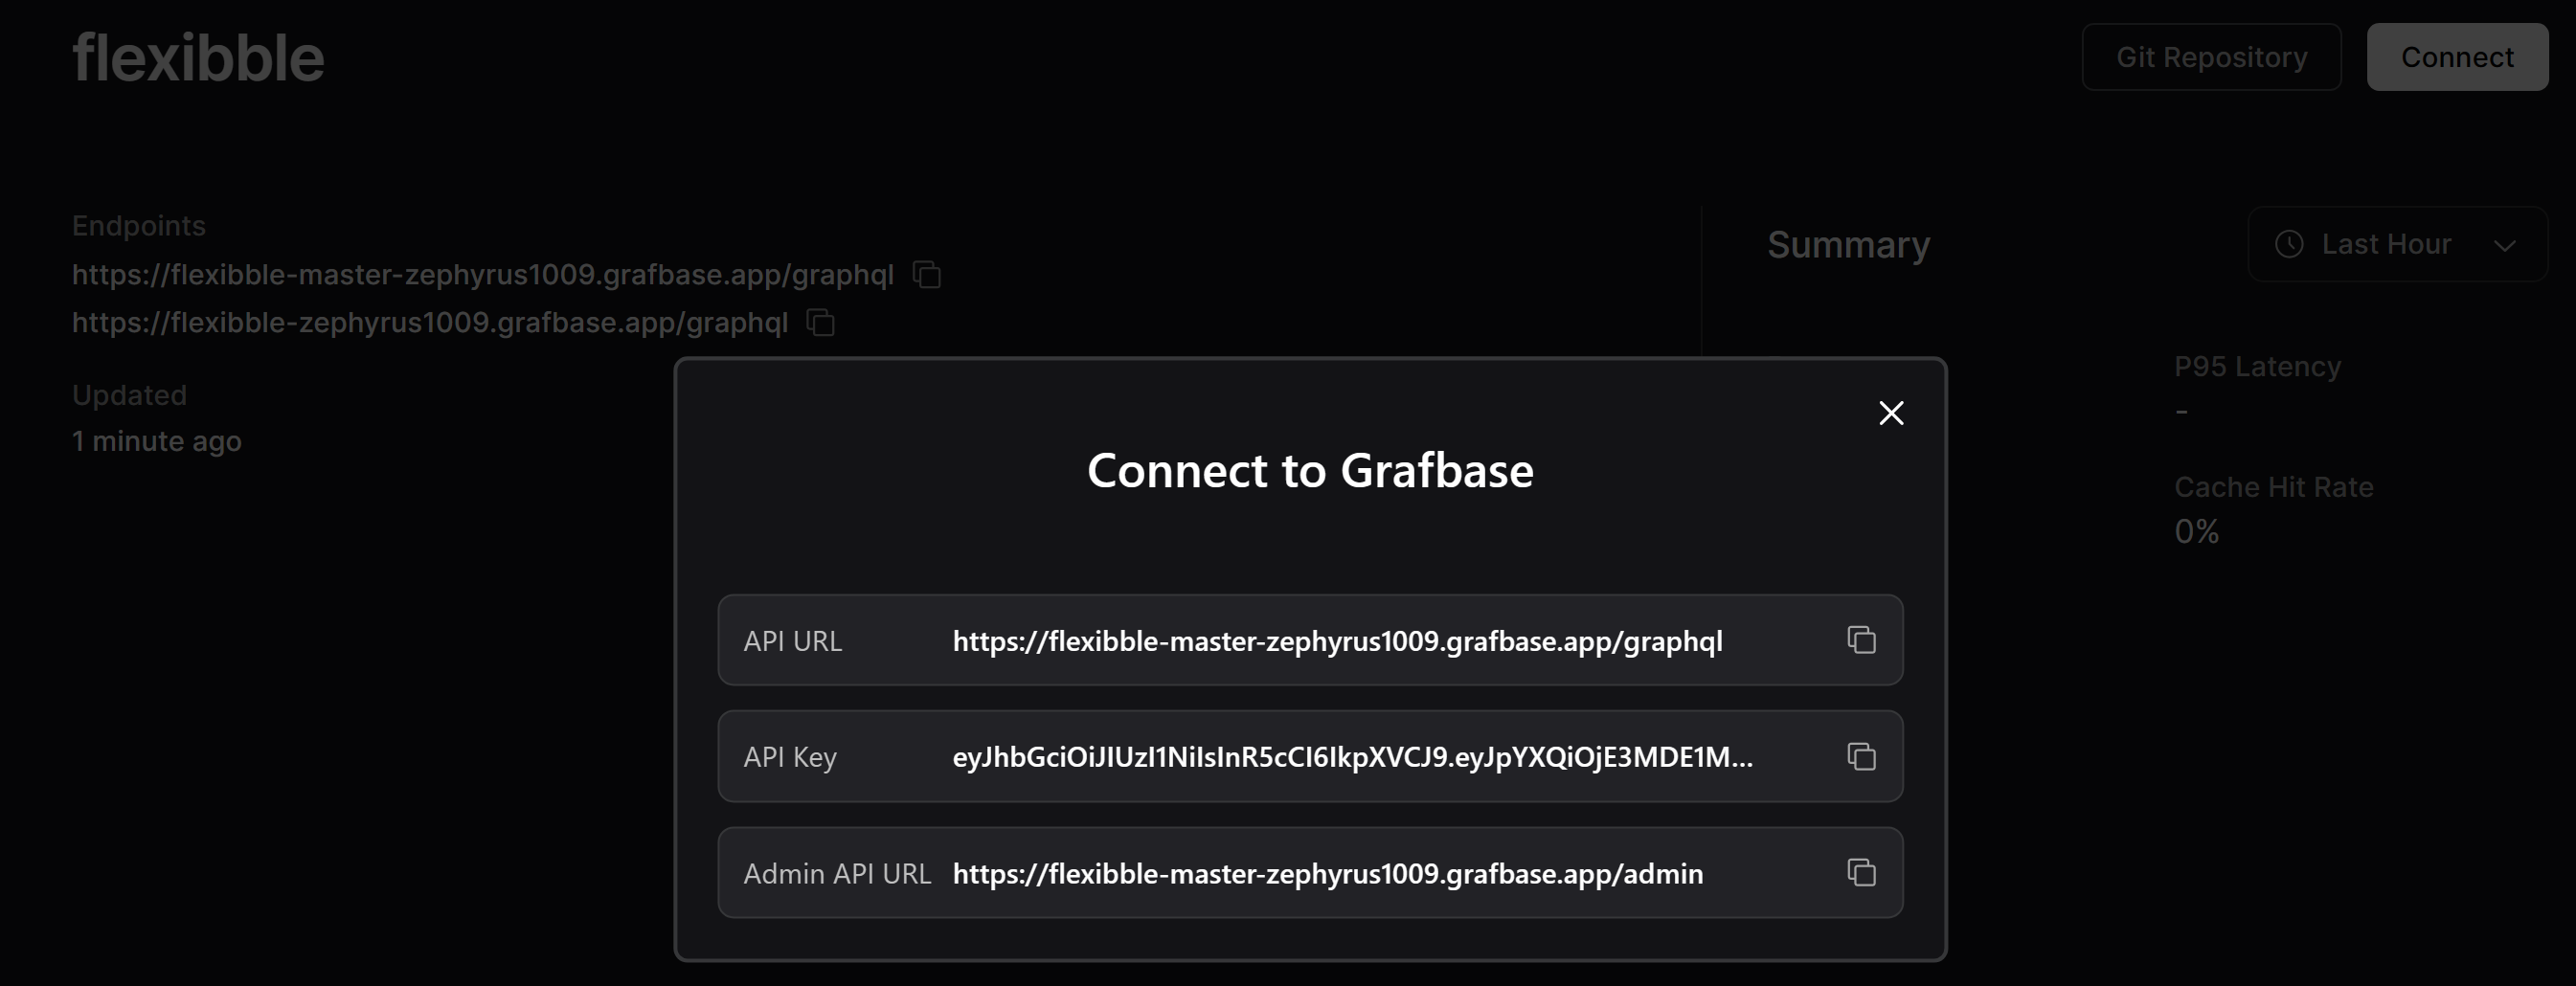 flexibble
Git Repository
Connect
Endpoints
https://flexibble-master-zephyrus1009.grafbase.app/graphql
https://flexibble-zephyrus1009.grafbase.app/graphql
Updated
1 minute ago
Summary
Last Hour
P95 Latency
-
Cache Hit Rate
0%
Connect to Grafbase
API URL https://flexibble-master-zephyrus1009.grafbase.app/graphql
API Key eyJhbGciOiJIUzI1NiIsInR5cCI6IkpXVCJ9.eyJpYXQiOjE3MDE1M...
Admin API URL https://flexibble-master-zephyrus1009.grafbase.app/admin